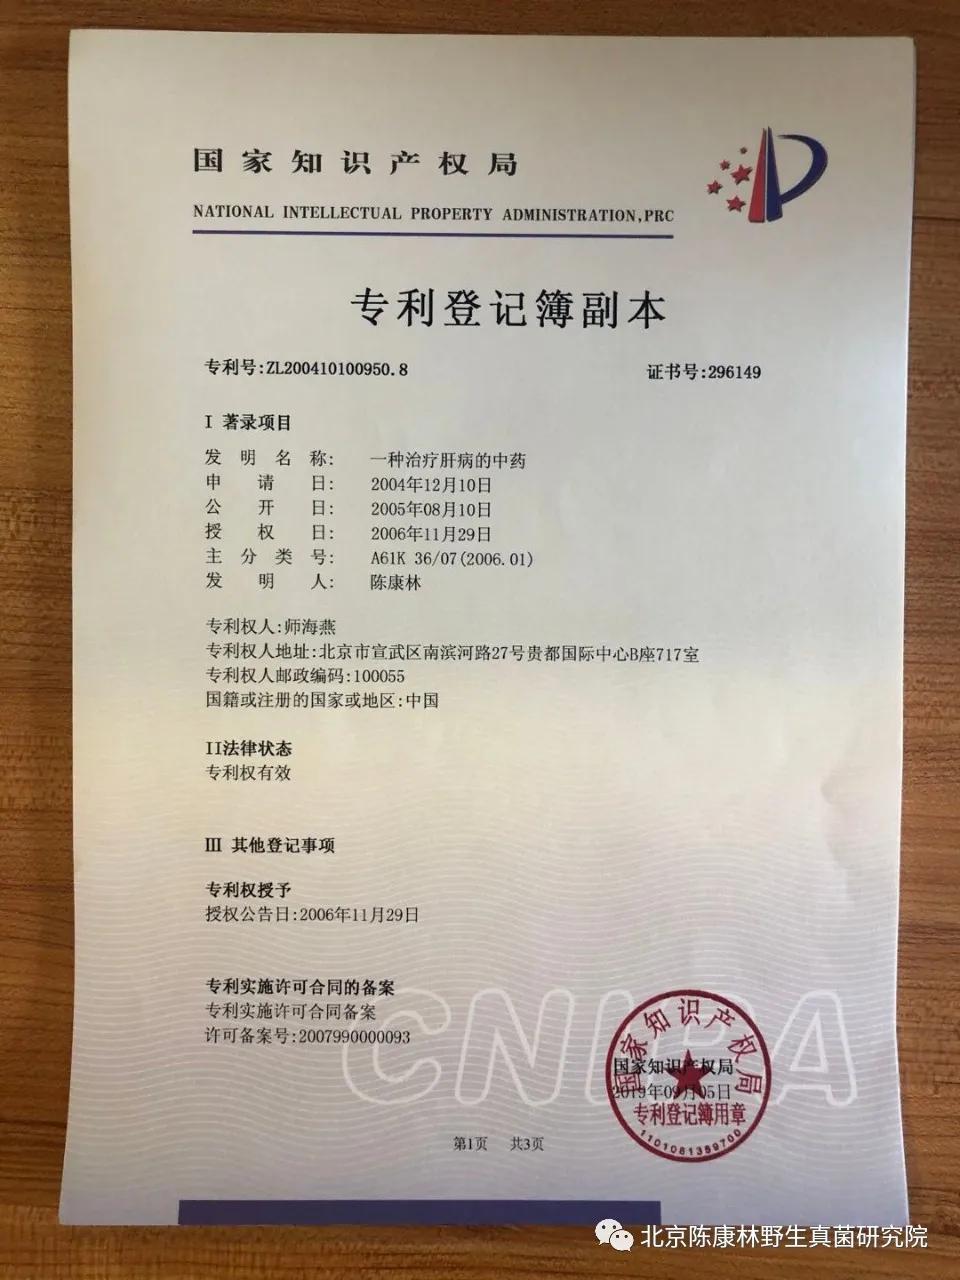 国家知识产权局
NATIONAL INTELLECTUAL PROPERTY ADMINISTRATION,PRC
专利登记簿副本
专利号:ZL200410100950.8 证书号:296149
I 著录项目
发明名称: 一种治疗肝病的中药
申请日: 2004年12月10日
公开日: 2005年08月10日
授权日: 2006年11月29日
主分类号: A61K 36/07(2006.01)
发明人: 陈康林
专利权人:师海燕
专利权人地址:北京市宣武区南滨河路27号贵都国际中心B座717室
专利权人邮政编码:100055
国籍或注册的国家或地区:中国
II法律状态
专利权有效
III 其他登记事项
专利权授予
授权公告日:2006年11月29日
专利实施许可合同的备案
专利实施许可合同备案
许可备案号:2007990000093
CNIPA
国家知识产权局
国家知识产权局
2019年09月05日
专利登记簿用章
1101081359700
第1页 共3页
北京陈康林野生真菌研究院